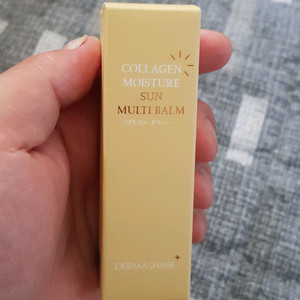 COLLAGEN
MOISTURE
SUN
MULTI BALM
DERMASHARE+